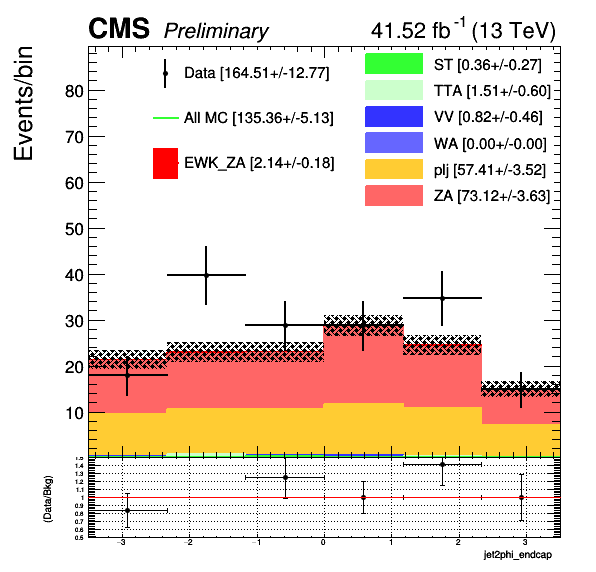 CMS Preliminary 41.52 fb⁻¹ (13 TeV)
Events/bin
80
70
60
50
40
30
20
10
Data [164.51+/-12.77]
All MC [135.36+/-5.13]
EWK_ZA [2.14+/-0.18]
ST [0.36+/-0.27]
TTA [1.51+/-0.60]
VV [0.82+/-0.46]
WA [0.00+/-0.00]
plj [57.41+/-3.52]
ZA [73.12+/-3.63]
(Data/Bkg)
1.5
1.4
1.3
1.2
1.1
1
0.9
0.8
0.7
0.6
0.5
−3 −2 −1 0 1 2 3
jet2phi_endcap